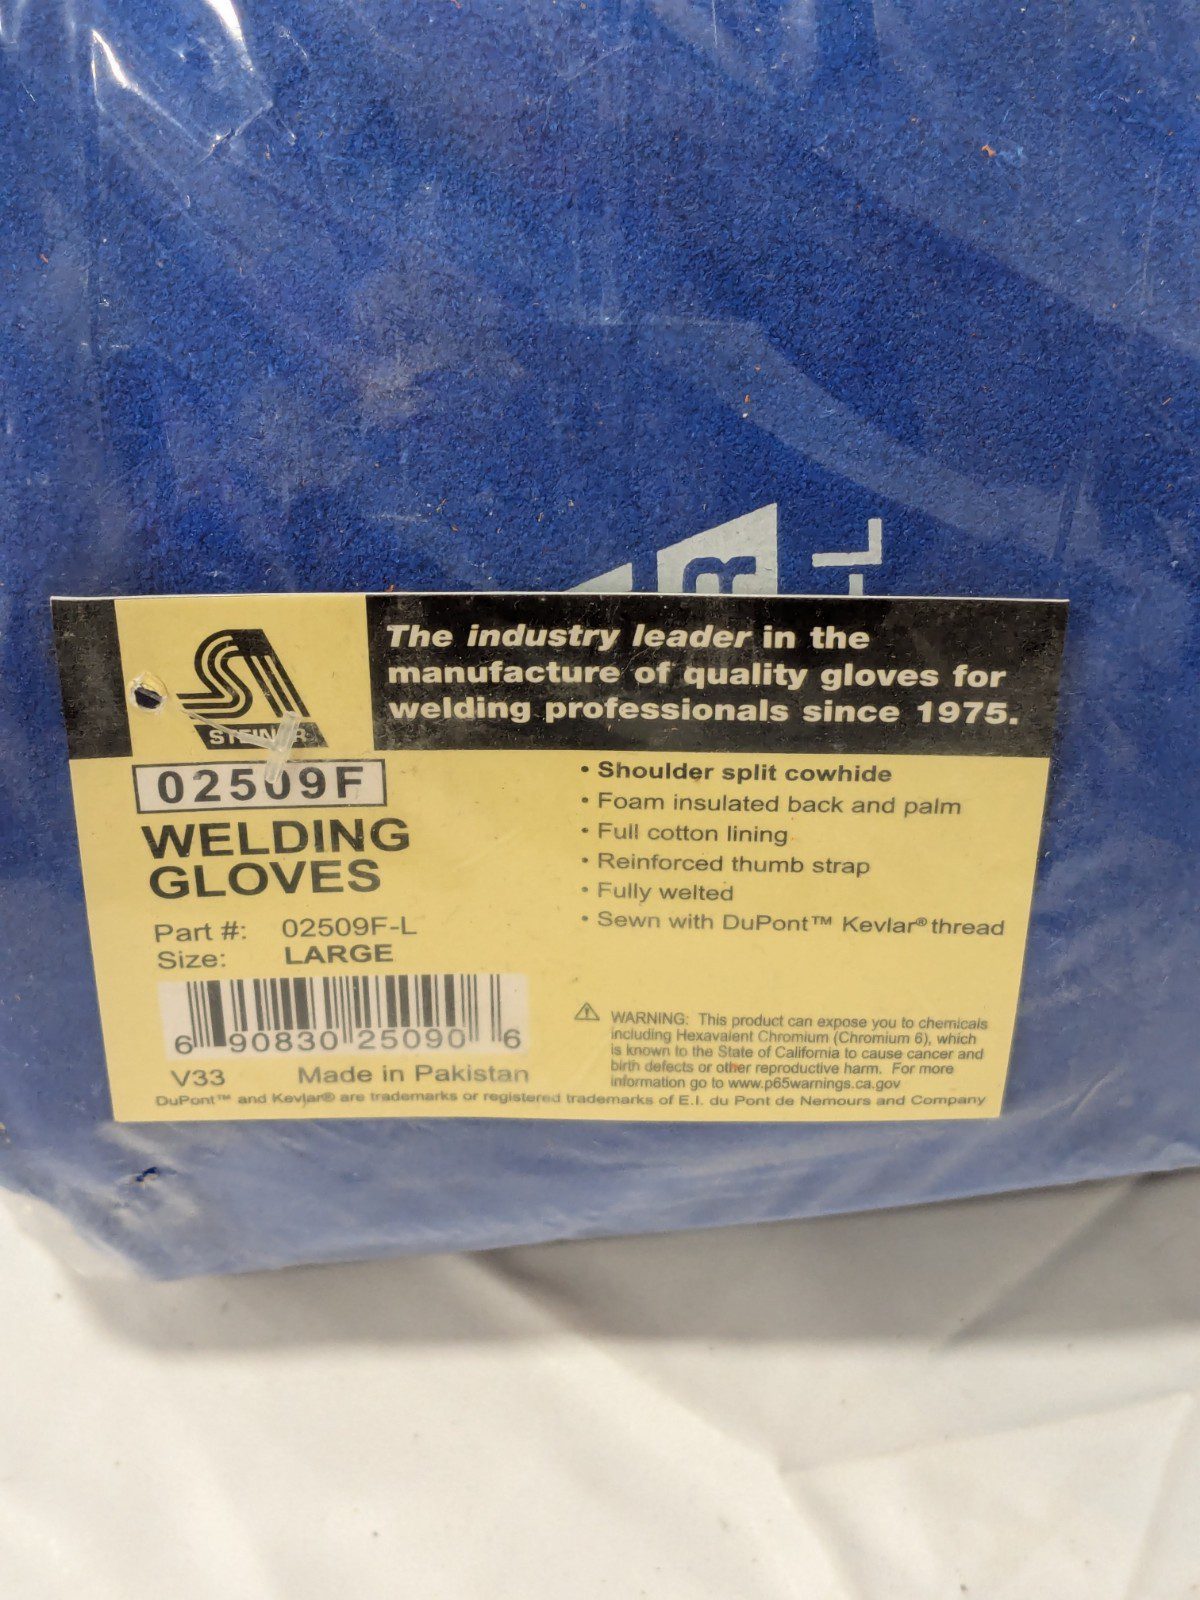 The industry leader in the
manufacture of quality gloves for
welding professionals since 1975.
STEINER
02509F
WELDING
GLOVES
Part #: 02509F-L
Size: LARGE
6 90830 25090 6
V33 Made in Pakistan
• Shoulder split cowhide
• Foam insulated back and palm
• Full cotton lining
• Reinforced thumb strap
• Fully welted
• Sewn with DuPont™ Kevlar® thread
⚠ WARNING: This product can expose you to chemicals
including Hexavalent Chromium (Chromium 6), which
is known to the State of California to cause cancer and
birth defects or other reproductive harm. For more
information go to www.p65warnings.ca.gov
DuPont™ and Kevlar® are trademarks or registered trademarks of E.I. du Pont de Nemours and Company